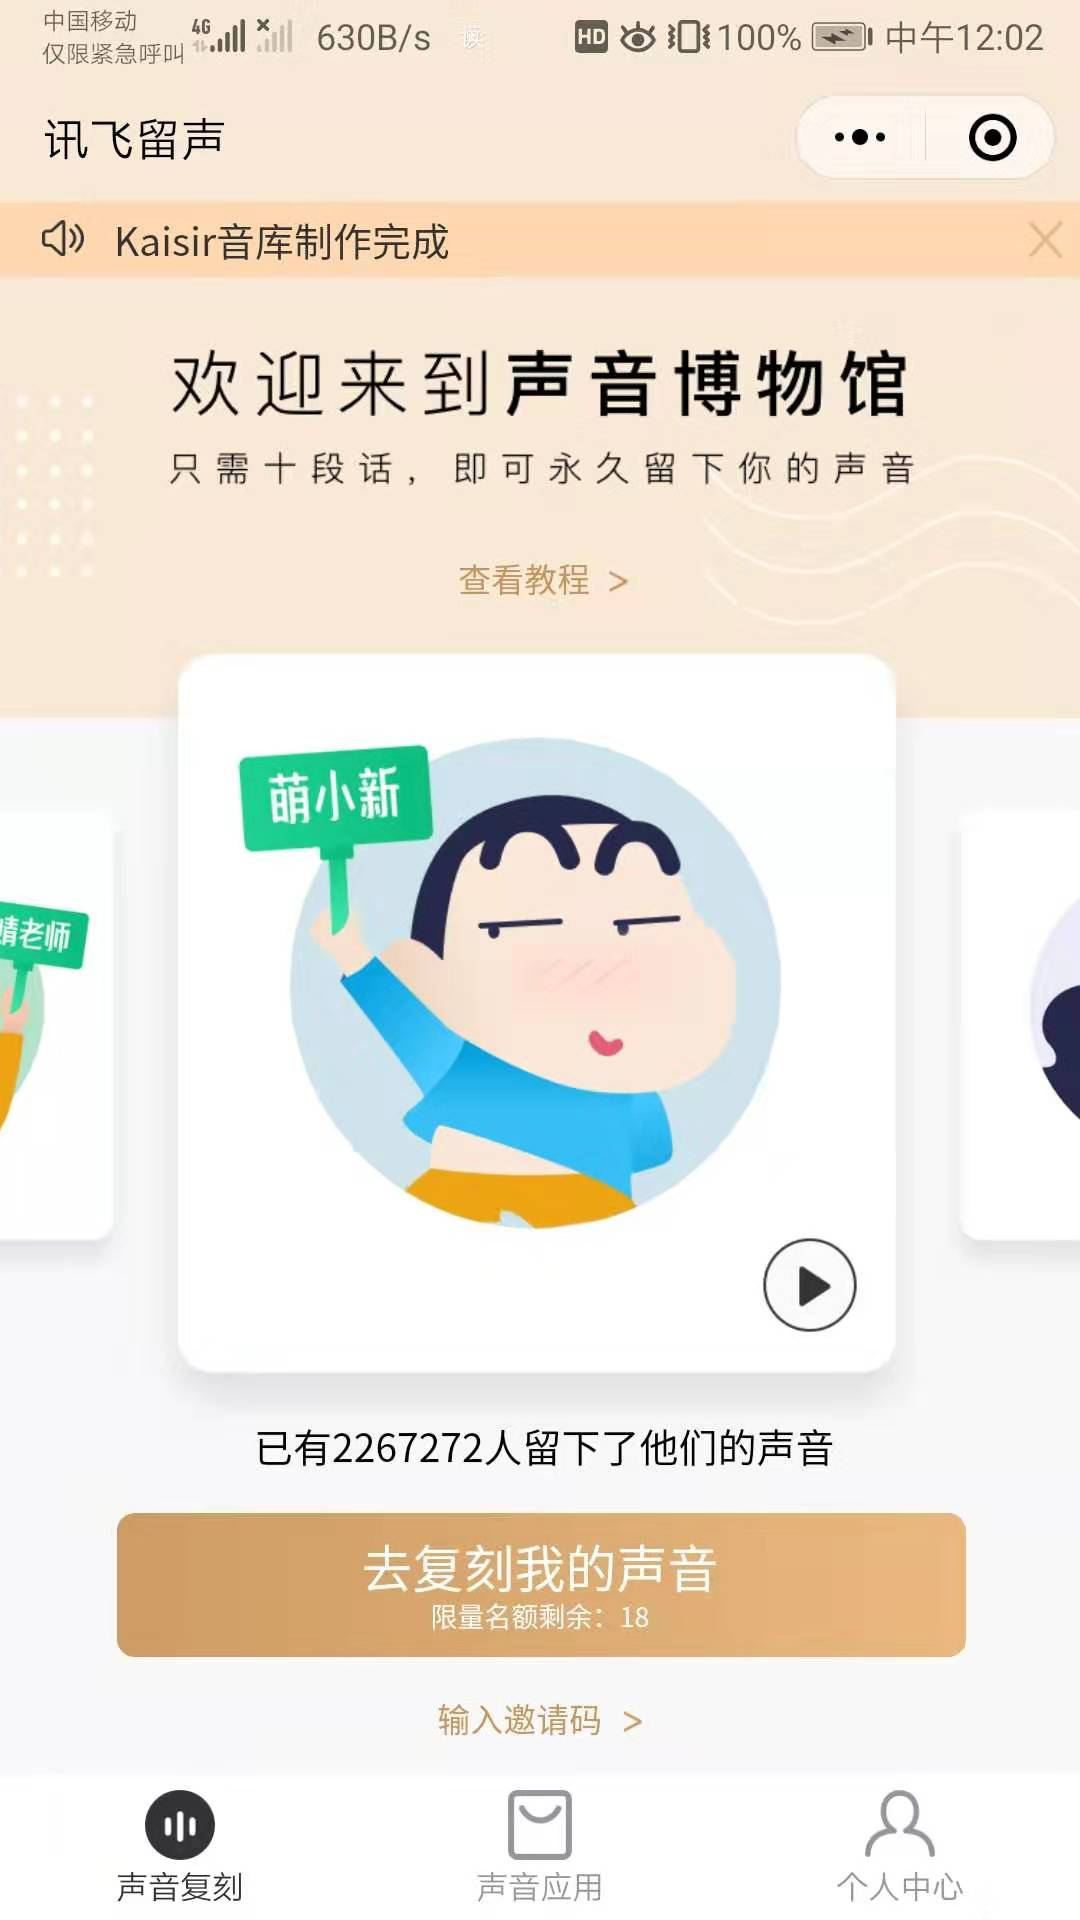 中国移动
仅限紧急呼叫
4G
630B/s
HD
100%
中午12:02
讯飞留声
Kaisir音库制作完成
欢迎来到声音博物馆
只需十段话，即可永久留下你的声音
查看教程 >
萌小新
老师
已有2267272人留下了他们的声音
去复刻我的声音
限量名额剩余：18
输入邀请码 >
声音复刻
声音应用
个人中心